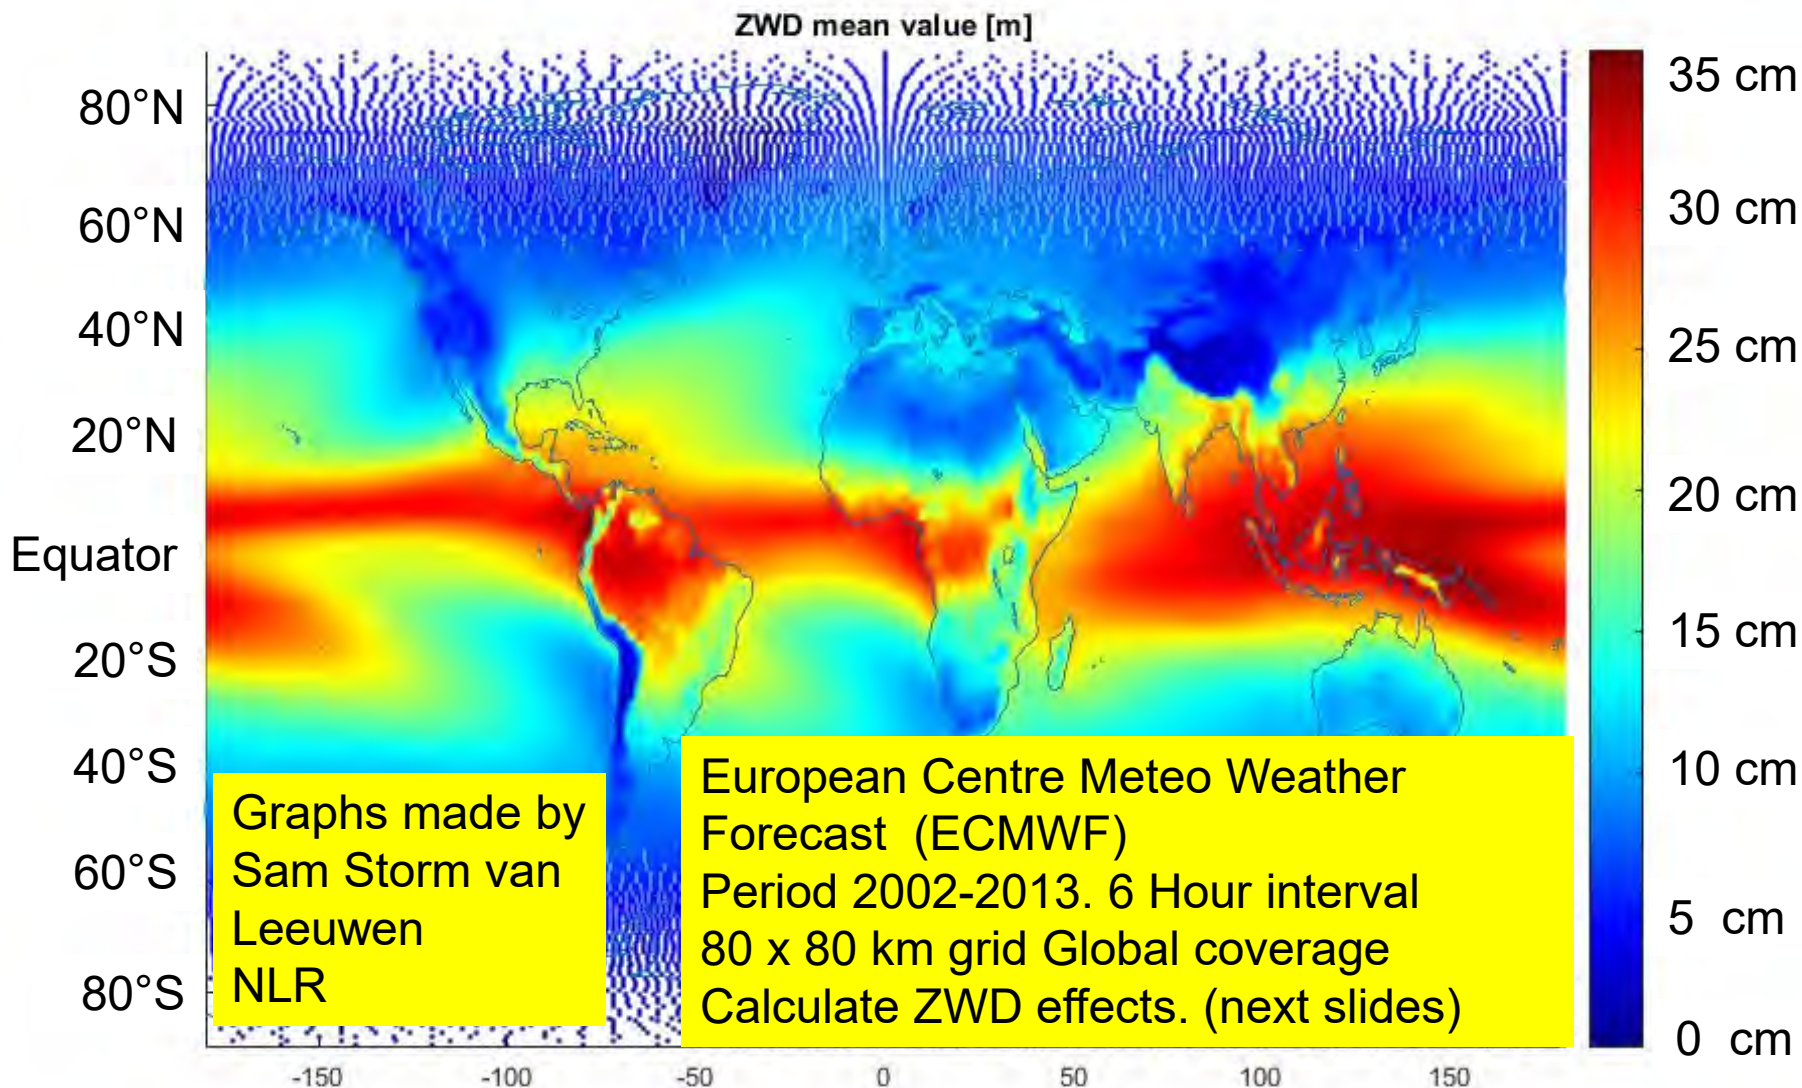 ZWD mean value [m]
80°N
60°N
40°N
20°N
Equator
20°S
40°S
60°S
80°S
-150
-100
-50
0
50
100
150
35 cm
30 cm
25 cm
20 cm
15 cm
10 cm
5 cm
0 cm
Graphs made by
Sam Storm van
Leeuwen
NLR
European Centre Meteo Weather
Forecast (ECMWF)
Period 2002-2013. 6 Hour interval
80 x 80 km grid Global coverage
Calculate ZWD effects. (next slides)